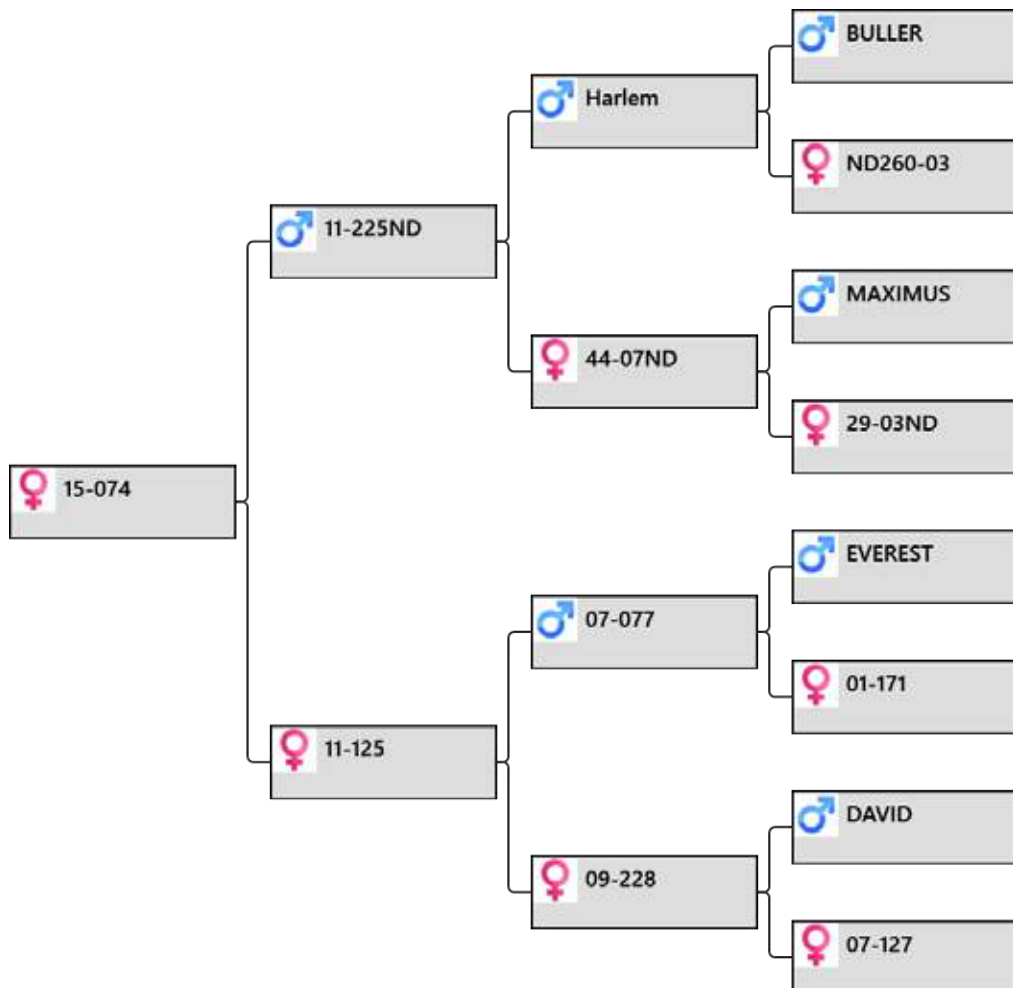 BULLER
Harlem
ND260-03
11-225ND
MAXIMUS
44-07ND
29-03ND
15-074
EVEREST
07-077
01-171
11-125
DAVID
09-228
07-127